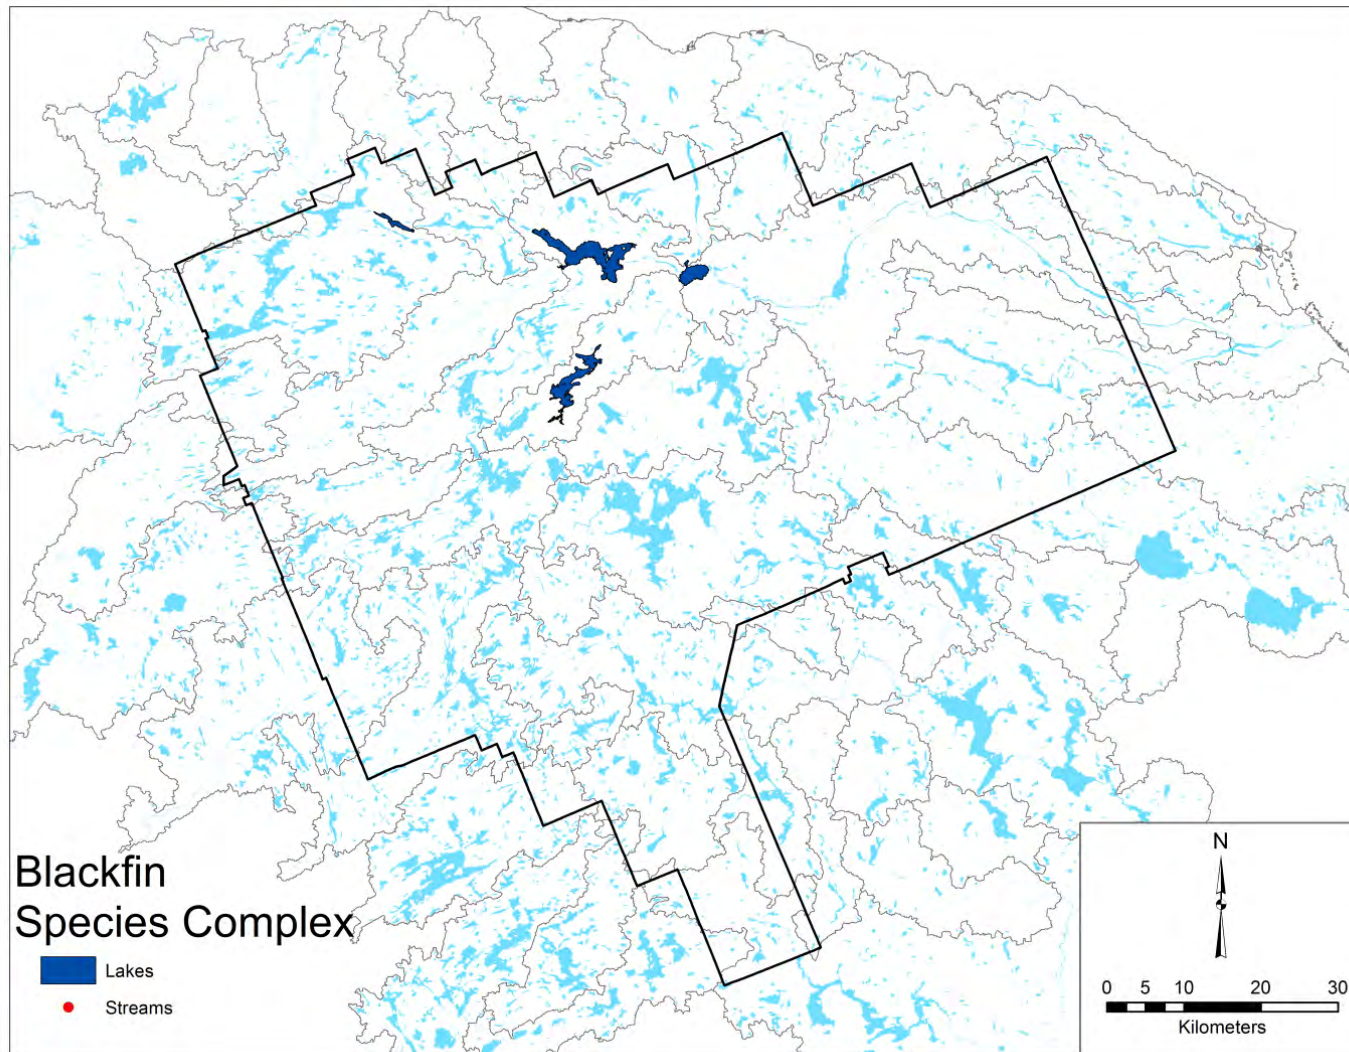 Blackfin
Species Complex
Lakes
Streams
N
0 5 10 20 30
Kilometers